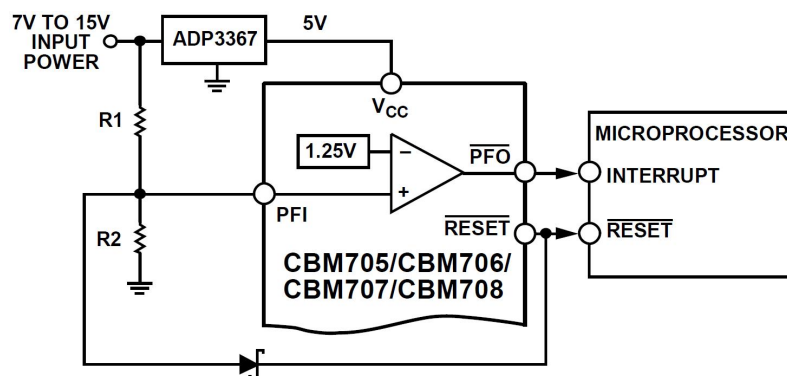 7V TO 15V
INPUT
POWER
ADP3367
5V
R1
VCC
1.25V
−
+
PFO
PFI
R2
RESET
CBM705/CBM706/
CBM707/CBM708
MICROPROCESSOR
INTERRUPT
RESET